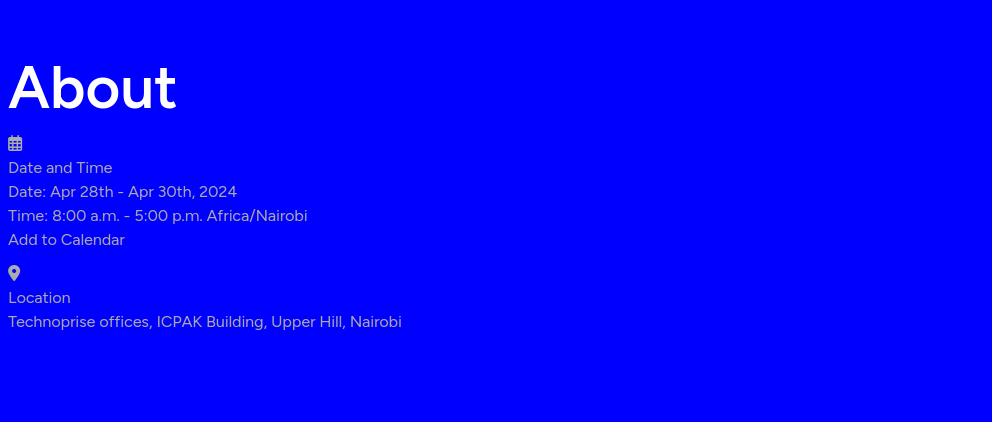 About
Date and Time
Date: Apr 28th - Apr 30th, 2024
Time: 8:00 a.m. - 5:00 p.m. Africa/Nairobi
Add to Calendar
Location
Technoprise offices, ICPAK Building, Upper Hill, Nairobi